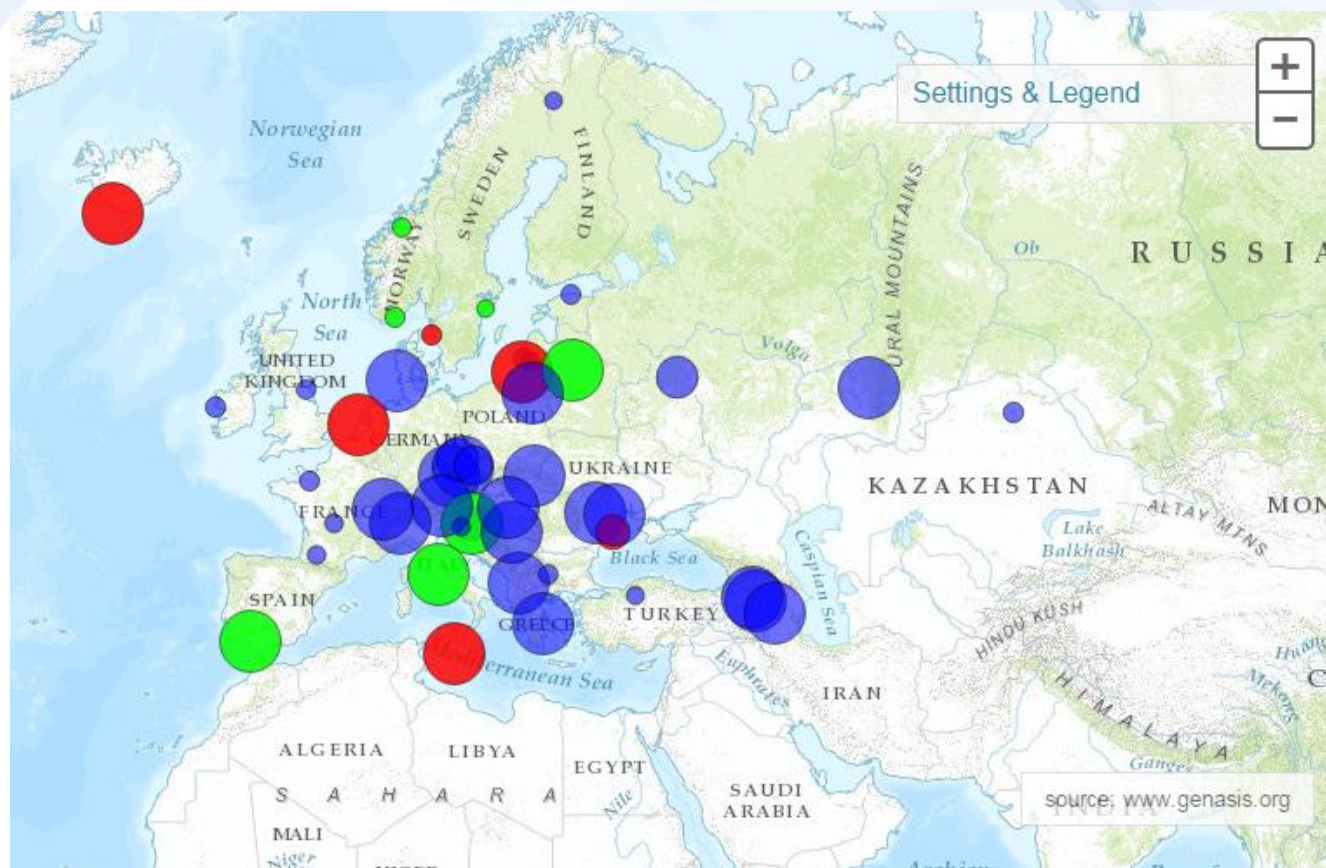 Settings & Legend
+
−
Norwegian
Sea
FINLAND
SWEDEN
NORWAY
URAL MOUNTAINS
Ob
RUSSIA
North
Sea
Volga
UNITED
KINGDOM
POLAND
GERMANY
UKRAINE
KAZAKHSTAN
MON
FRANCE
ALTAY MTNS
Lake
Balkhash
Black Sea
Caspian Sea
ITALY
SPAIN
TURKEY
GREECE
HINDU KUSH
Mediterranean Sea
Euphrates
IRAN
Huang
Mekong
C
HIMALAYA
ALGERIA
LIBYA
EGYPT
Ganges
SAHARA
Nile
SAUDI
ARABIA
source: www.genasis.org
INDIA
MALI
Niger